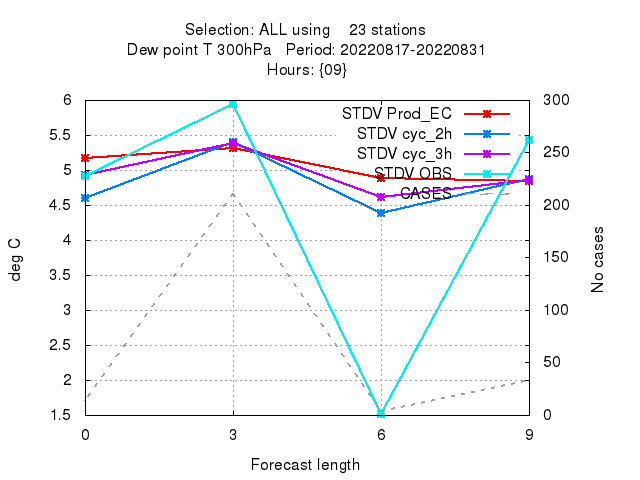 Selection: ALL using 23 stations
Dew point T 300hPa Period: 20220817-20220831
Hours: {09}
STDV Prod_EC
STDV cyc_2h
STDV cyc_3h
STDV OBS
CASES
6
5.5
5
4.5
4
3.5
3
2.5
2
1.5
deg C
300
250
200
150
100
50
0
No cases
0 3 6 9
Forecast length